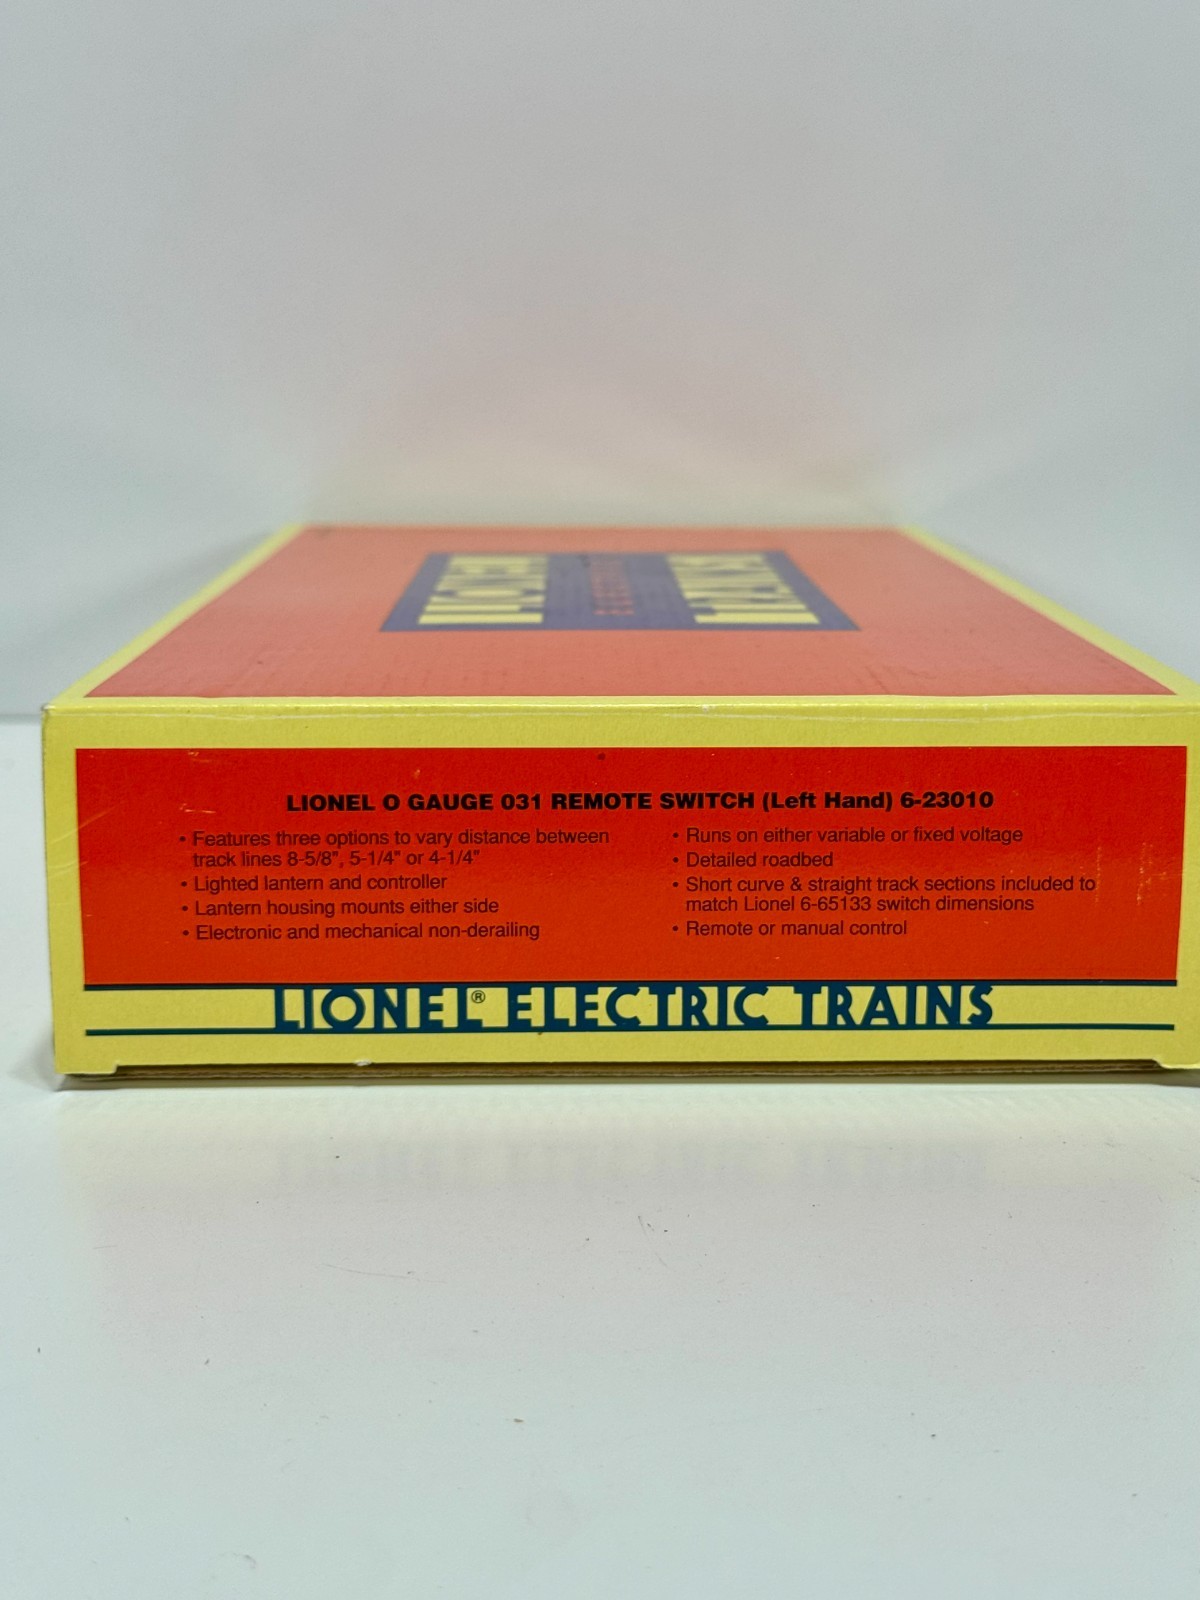 LIONEL
ELECTRIC
TRAINS
LIONEL O GAUGE 031 REMOTE SWITCH (Left Hand) 6-23010
• Features three options to vary distance between
track lines 8-5/8", 5-1/4" or 4-1/4"
• Lighted lantern and controller
• Lantern housing mounts either side
• Electronic and mechanical non-derailing
• Runs on either variable or fixed voltage
• Detailed roadbed
• Short curve & straight track sections included to
match Lionel 6-65133 switch dimensions
• Remote or manual control
LIONEL® ELECTRIC TRAINS